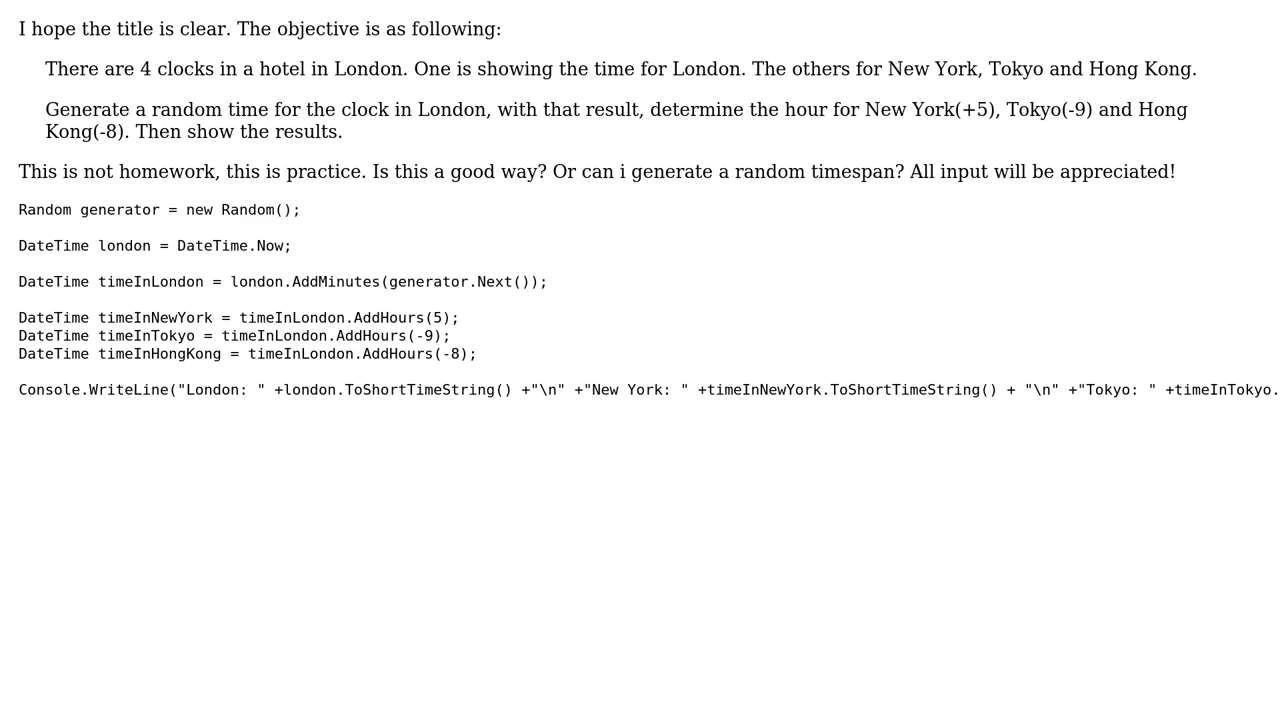 I hope the title is clear. The objective is as following:
There are 4 clocks in a hotel in London. One is showing the time for London. The others for New York, Tokyo and Hong Kong.
Generate a random time for the clock in London, with that result, determine the hour for New York(+5), Tokyo(-9) and Hong
Kong(-8). Then show the results.
This is not homework, this is practice. Is this a good way? Or can i generate a random timespan? All input will be appreciated!
Random generator = new Random();
DateTime london = DateTime.Now;
DateTime timeInLondon = london.AddMinutes(generator.Next());
DateTime timeInNewYork = timeInLondon.AddHours(5);
DateTime timeInTokyo = timeInLondon.AddHours(-9);
DateTime timeInHongKong = timeInLondon.AddHours(-8);
Console.WriteLine("London: " +london.ToShortTimeString() +"\n" +"New York: " +timeInNewYork.ToShortTimeString() + "\n" +"Tokyo: " +timeInTokyo.